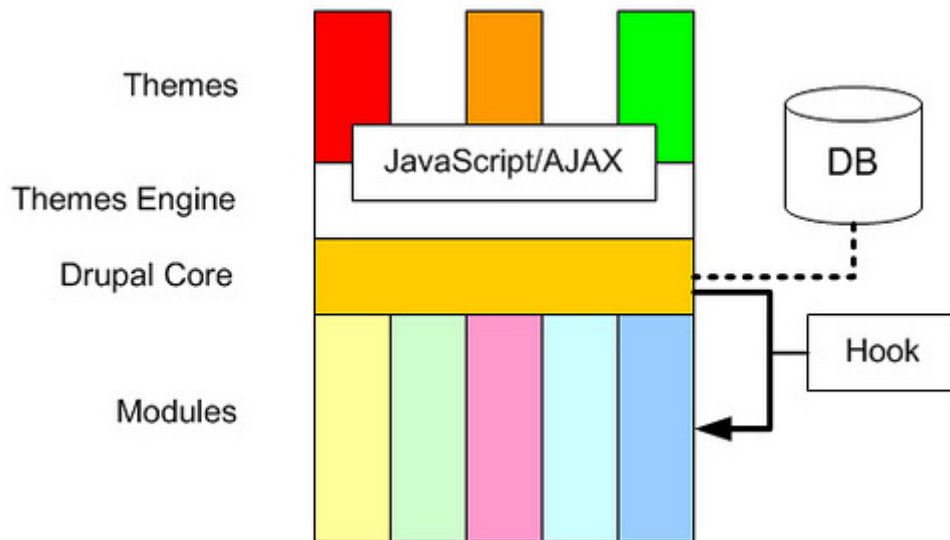 Themes
JavaScript/AJAX
DB
Themes Engine
Drupal Core
Hook
Modules